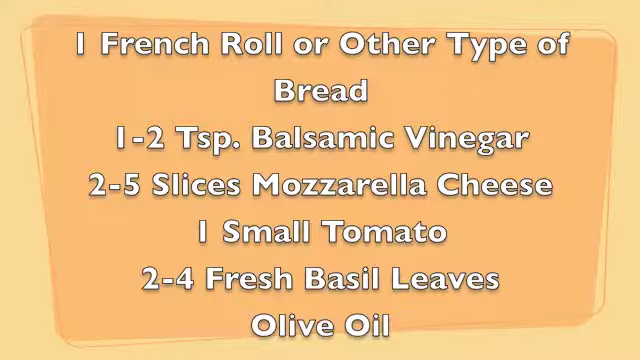 1 French Roll or Other Type of
Bread
1-2 Tsp. Balsamic Vinegar
2-5 Slices Mozzarella Cheese
1 Small Tomato
2-4 Fresh Basil Leaves
Olive Oil